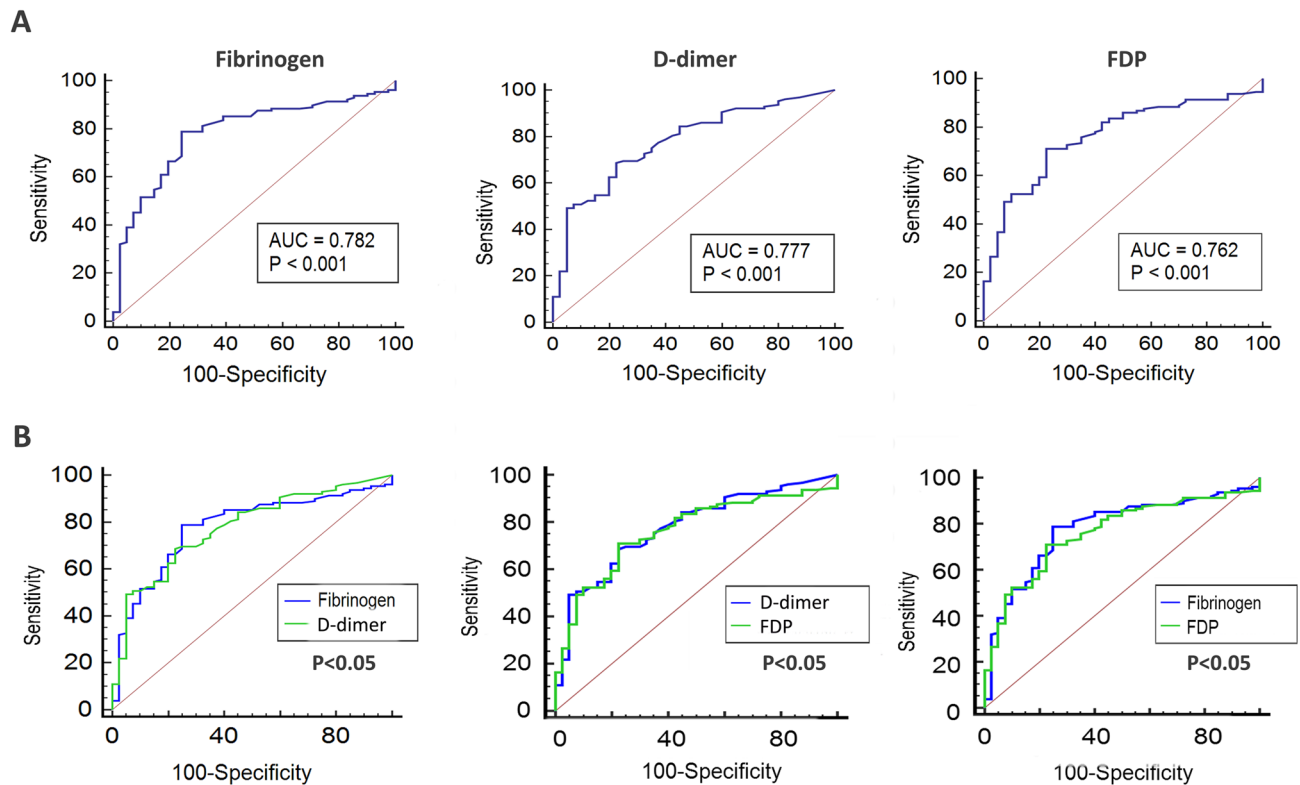 A
Fibrinogen
100
80
60
40
20
0
Sensitivity
AUC = 0.782
P < 0.001
0 20 40 60 80 100
100-Specificity
D-dimer
100
80
60
40
20
0
Sensitivity
AUC = 0.777
P < 0.001
0 20 40 60 80 100
100-Specificity
FDP
100
80
60
40
20
0
Sensitivity
AUC = 0.762
P < 0.001
0 20 40 60 80 100
100-Specificity
B
100
80
60
40
20
0
Sensitivity
Fibrinogen
D-dimer
P<0.05
0 40 80
100-Specificity
100
80
60
40
20
0
Sensitivity
D-dimer
FDP
P<0.05
0 40 80
100-Specificity
100
80
60
40
20
0
Sensitivity
Fibrinogen
FDP
P<0.05
0 40 80
100-Specificity